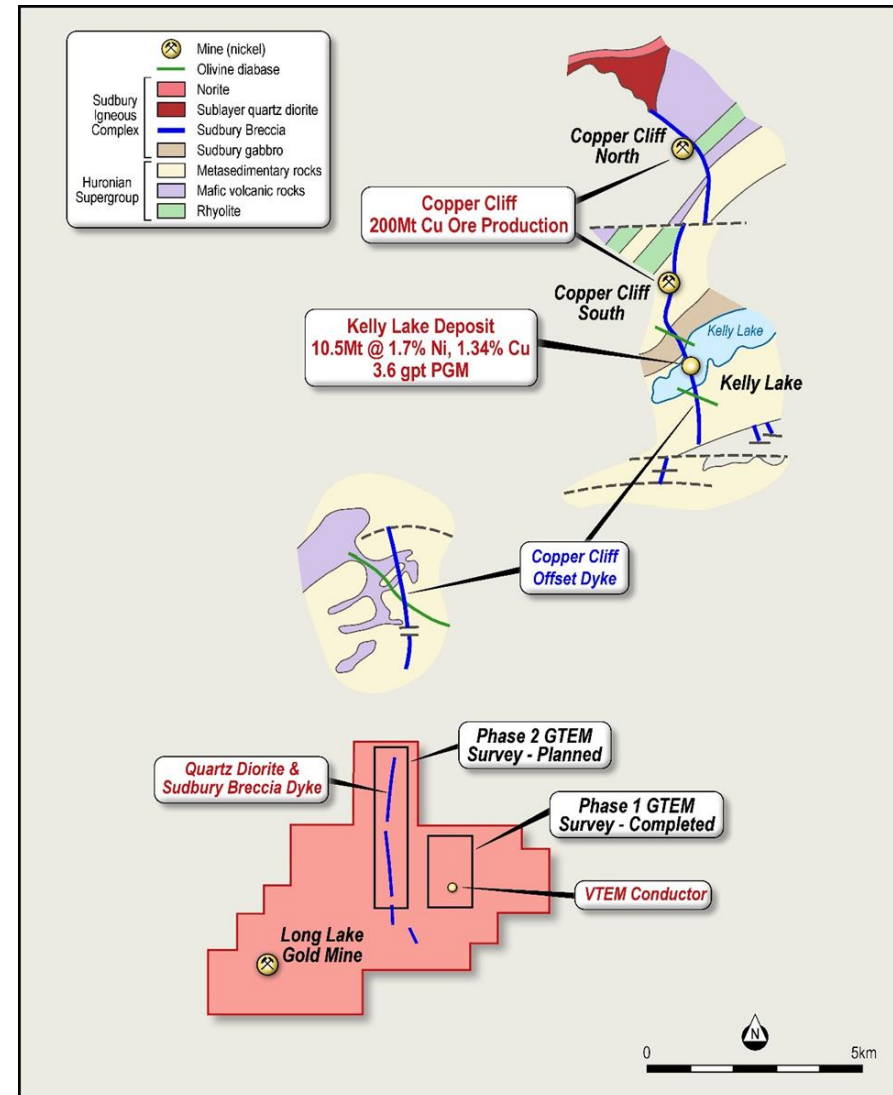 Mine (nickel)
Olivine diabase
Sudbury
Igneous
Complex
Norite
Sublayer quartz diorite
Sudbury Breccia
Sudbury gabbro
Huronian
Supergroup
Metasedimentary rocks
Mafic volcanic rocks
Rhyolite
Copper Cliff
North
Copper Cliff
200Mt Cu Ore Production
Copper Cliff
South
Kelly Lake Deposit
10.5Mt @ 1.7% Ni, 1.34% Cu
3.6 gpt PGM
Kelly Lake
Kelly Lake
Copper Cliff
Offset Dyke
Phase 2 GTEM
Survey - Planned
Quartz Diorite &
Sudbury Breccia Dyke
Phase 1 GTEM
Survey - Completed
VTEM Conductor
Long Lake
Gold Mine
N
0
5km